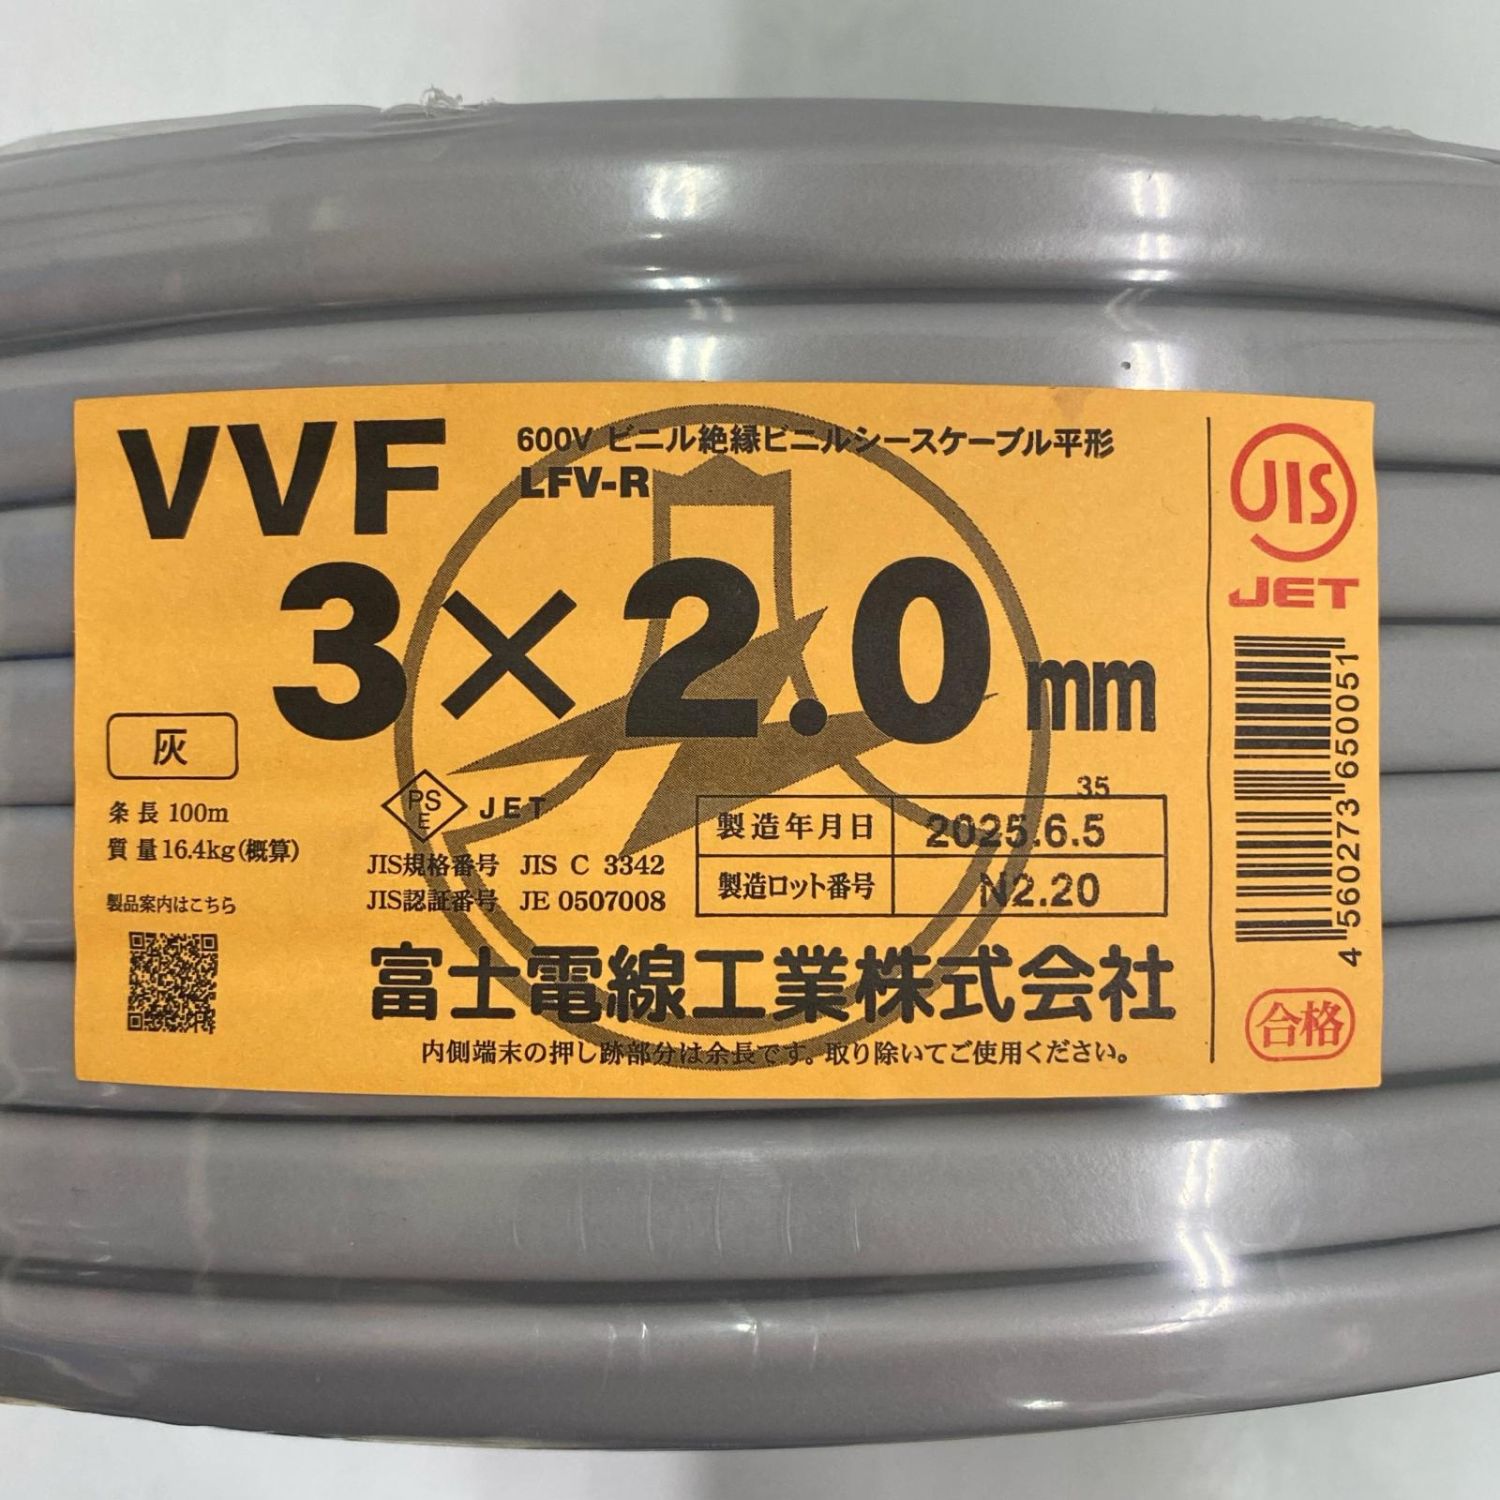 VVF
600V ビニル絶縁ビニルシースケーブル平形
LFV-R
3×2.0mm
灰
条長 100m
質量 16.4kg(概算)
製品案内はこちら
PS
E
JET
JIS規格番号 JIS C 3342
JIS認証番号 JE 0507008
35
製造年月日 2025.6.5
製造ロット番号 N2.20
富士電線工業株式会社
内側端末の押し跡部分は余長です。取り除いてご使用ください。
JIS
JET
4560273650051
合格